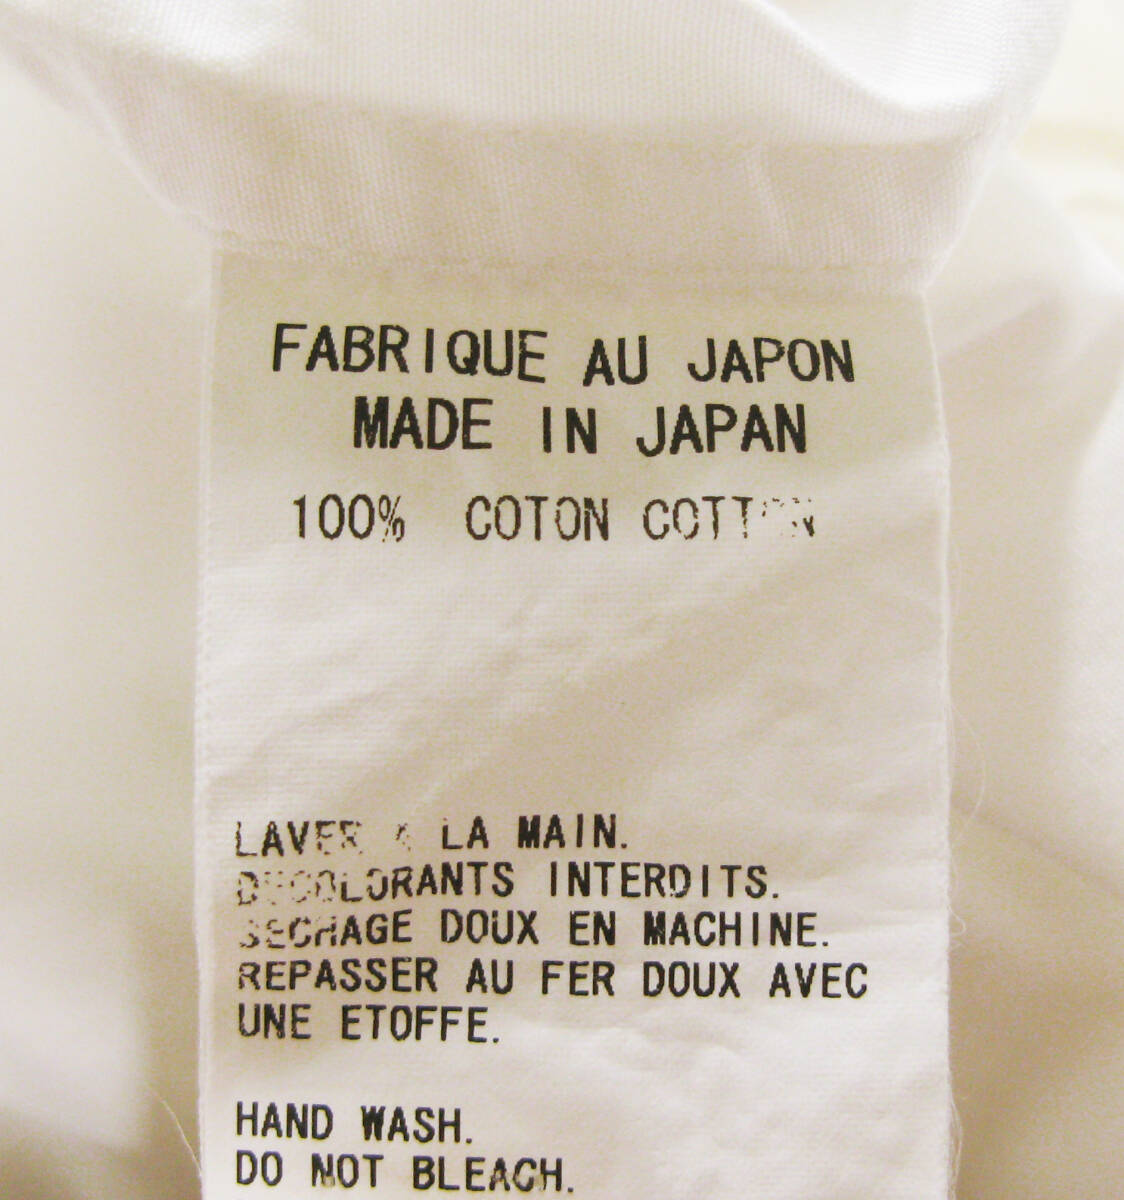 FABRIQUE AU JAPON
MADE IN JAPAN
100% COTON COTTON
LAVER A LA MAIN.
DECOLORANTS INTERDITS.
SECHAGE DOUX EN MACHINE.
REPASSER AU FER DOUX AVEC
UNE ETOFFE.
HAND WASH.
DO NOT BLEACH.